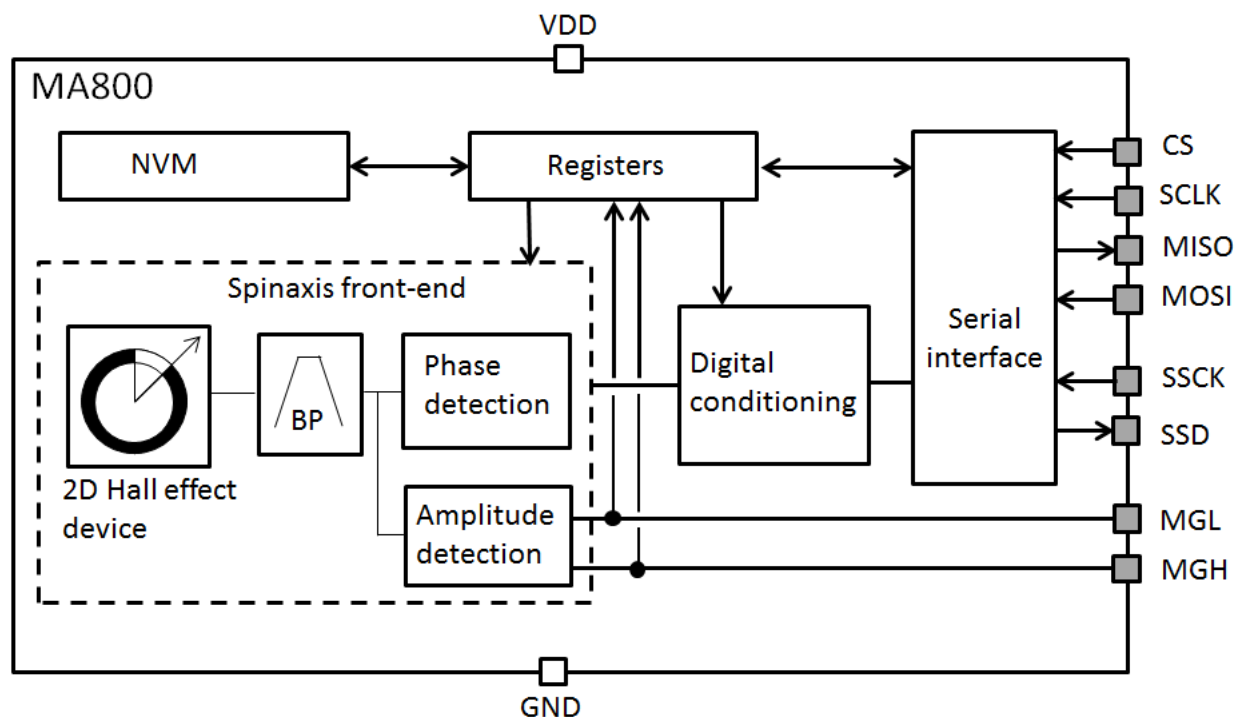 VDD
MA800
NVM
Registers
CS
SCLK
MISO
MOSI
SSCK
SSD
MGL
MGH
Serial
interface
Spinaxis front-end
Phase
detection
BP
Digital
conditioning
2D Hall effect
device
Amplitude
detection
GND